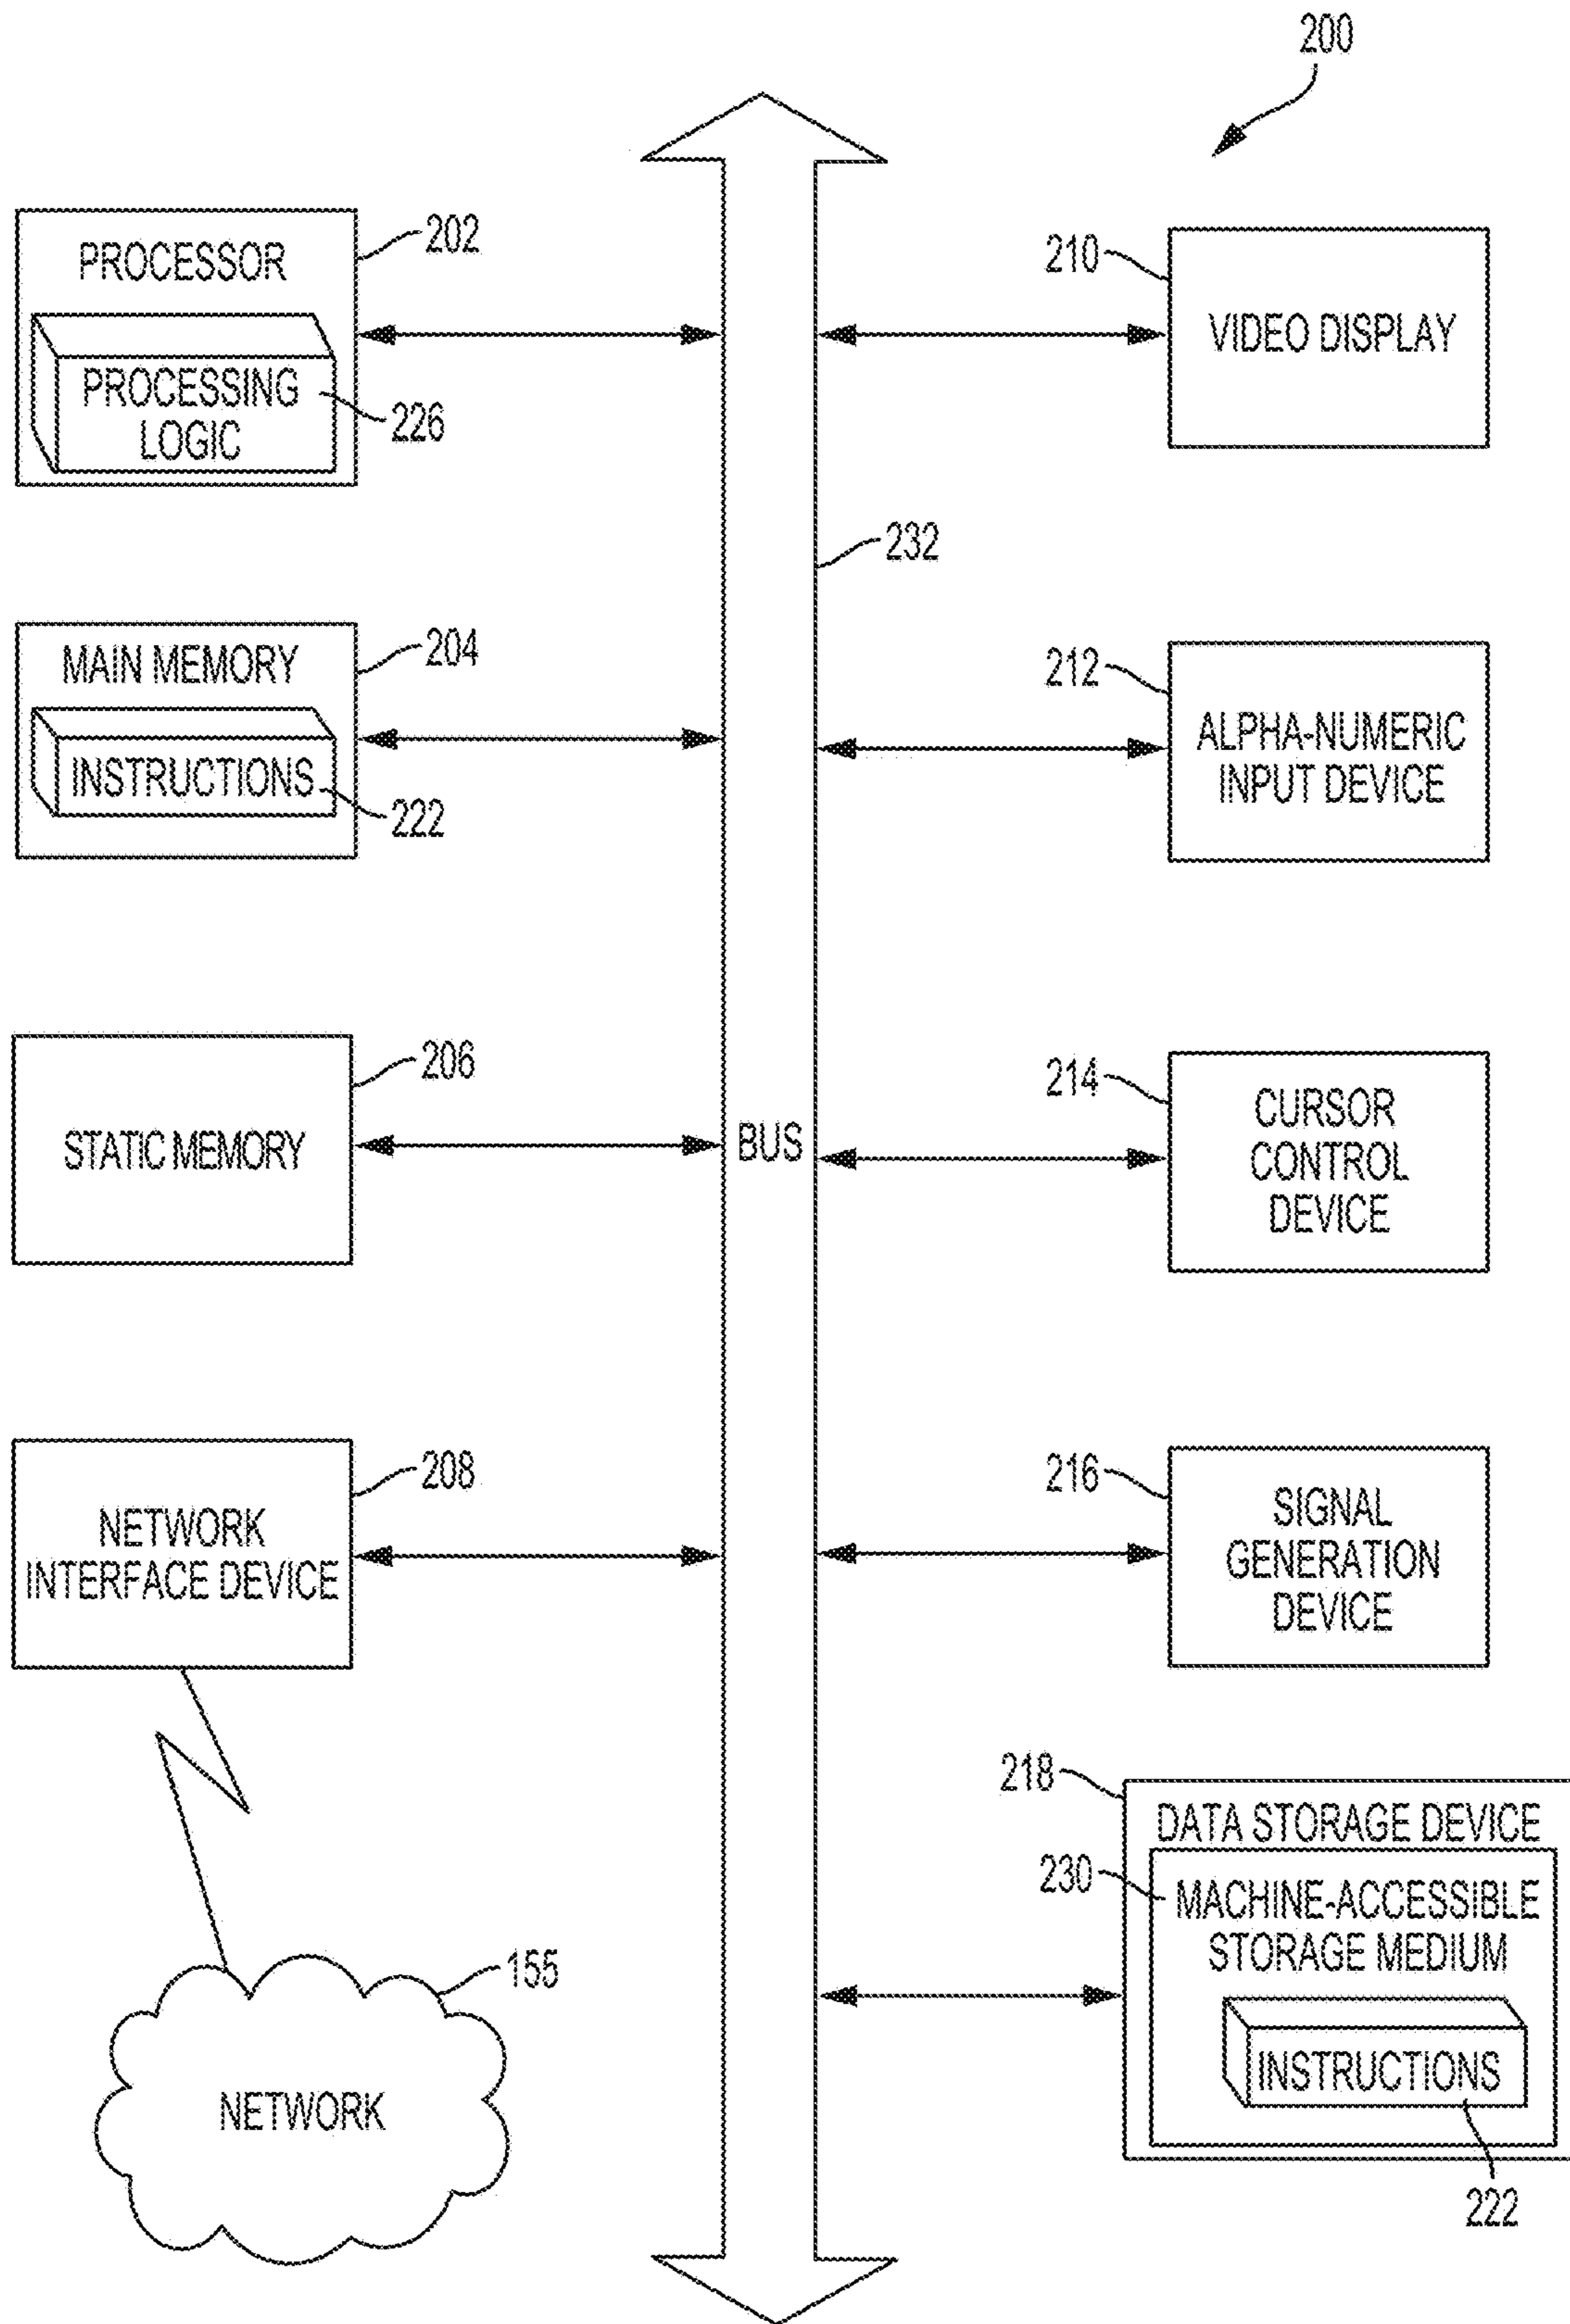 200
PROCESSOR
202
PROCESSING
LOGIC
226
210
VIDEO DISPLAY
232
MAIN MEMORY
204
INSTRUCTIONS
222
212
ALPHA-NUMERIC
INPUT DEVICE
STATIC MEMORY
206
BUS
214
CURSOR
CONTROL
DEVICE
NETWORK
INTERFACE DEVICE
208
216
SIGNAL
GENERATION
DEVICE
155
NETWORK
218
DATA STORAGE DEVICE
230
MACHINE-ACCESSIBLE
STORAGE MEDIUM
INSTRUCTIONS
222